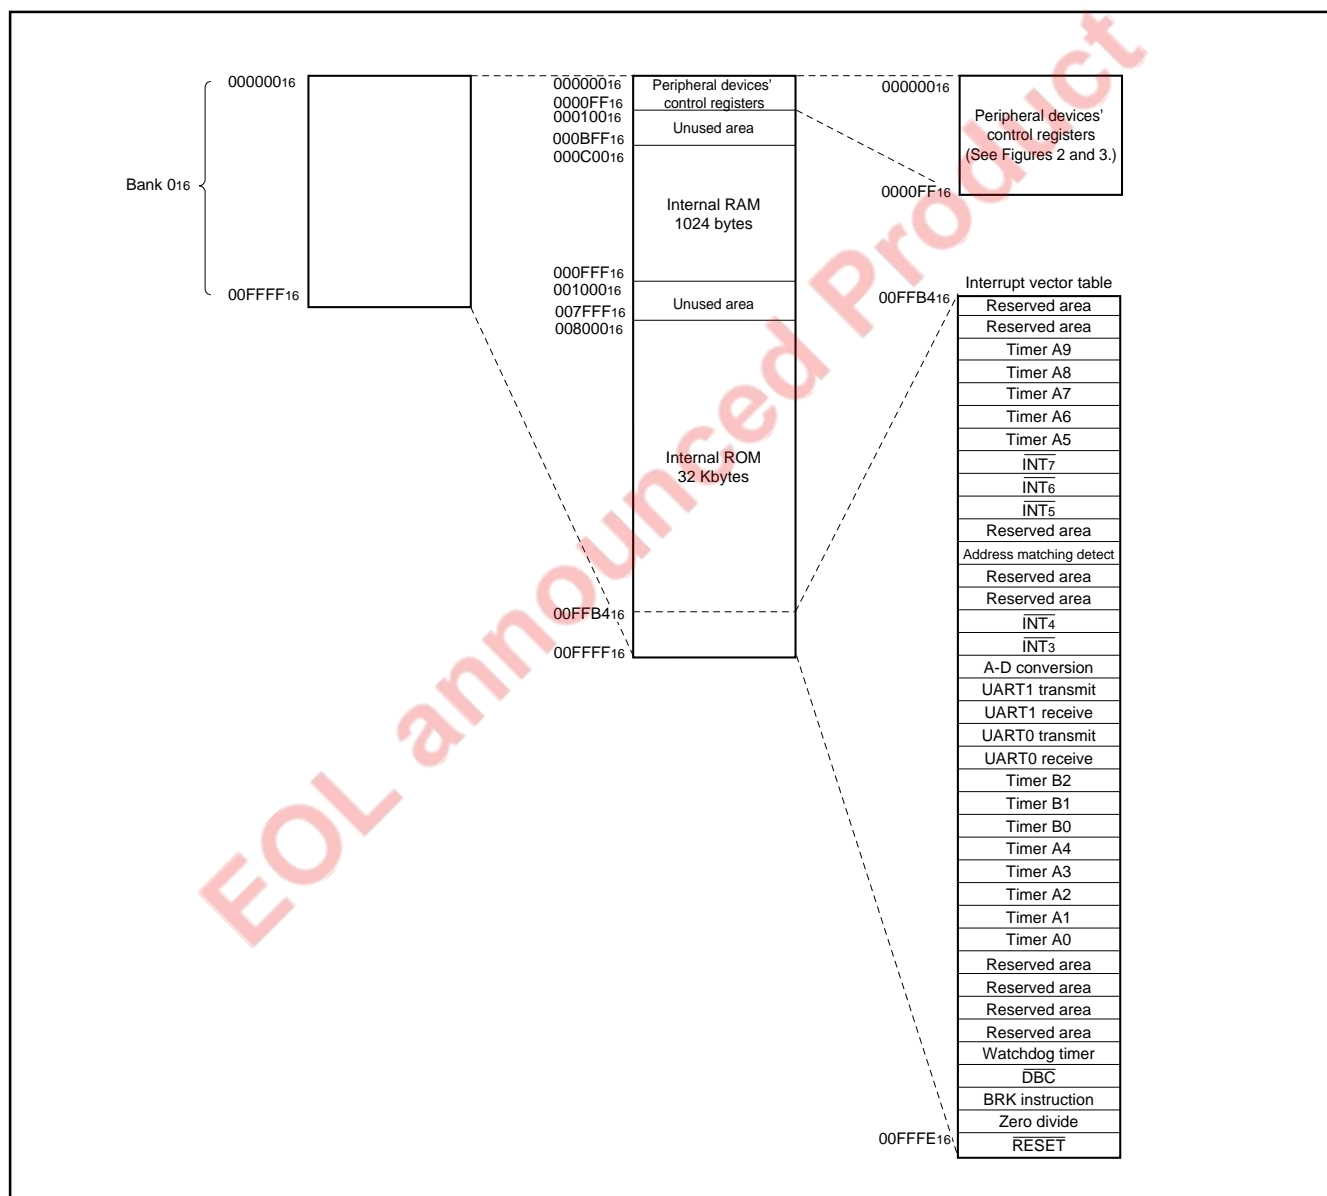 000000₁₆
Bank 0₁₆
00FFFF₁₆
000000₁₆
0000FF₁₆
000100₁₆
000BFF₁₆
000C00₁₆
000FFF₁₆
001000₁₆
007FFF₁₆
008000₁₆
00FFB4₁₆
00FFFF₁₆
Peripheral devices'
control registers
Unused area
Internal RAM
1024 bytes
Unused area
Internal ROM
32 Kbytes
000000₁₆
0000FF₁₆
Peripheral devices'
control registers
(See Figures 2 and 3.)
Interrupt vector table
00FFB4₁₆
Reserved area
Reserved area
Timer A9
Timer A8
Timer A7
Timer A6
Timer A5
INT₇
INT₆
INT₅
Reserved area
Address matching detect
Reserved area
Reserved area
INT₄
INT₃
A-D conversion
UART1 transmit
UART1 receive
UART0 transmit
UART0 receive
Timer B2
Timer B1
Timer B0
Timer A4
Timer A3
Timer A2
Timer A1
Timer A0
Reserved area
Reserved area
Reserved area
Reserved area
Watchdog timer
DBC
BRK instruction
Zero divide
00FFFE₁₆
RESET
EOL announced Product